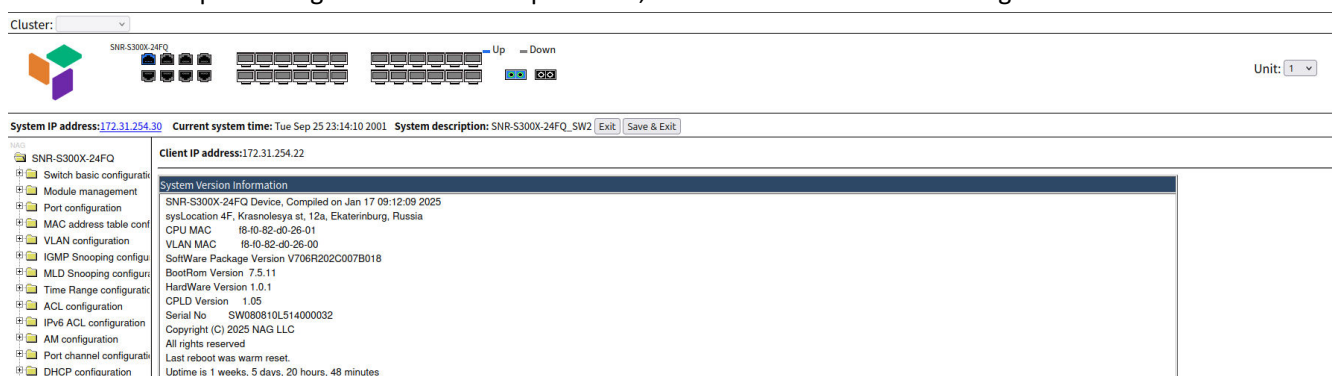 Cluster:
SNR-S300X-24FQ
Up Down
Unit: 1
System IP address:172.31.254.30 Current system time: Tue Sep 25 23:14:10 2001 System description: SNR-S300X-24FQ_SW2 Exit Save & Exit
NAG
SNR-S300X-24FQ
Switch basic configuratio
Module management
Port configuration
MAC address table conf
VLAN configuration
IGMP Snooping configu
MLD Snooping configura
Time Range configuratio
ACL configuration
IPv6 ACL configuration
AM configuration
Port channel configuratio
DHCP configuration
Client IP address:172.31.254.22
System Version Information
SNR-S300X-24FQ Device, Compiled on Jan 17 09:12:09 2025
sysLocation 4F, Krasnolesya st, 12a, Ekaterinburg, Russia
CPU MAC f8-f0-82-d0-26-01
VLAN MAC f8-f0-82-d0-26-00
SoftWare Package Version V706R202C007B018
BootRom Version 7.5.11
HardWare Version 1.0.1
CPLD Version 1.05
Serial No SW080810L514000032
Copyright (C) 2025 NAG LLC
All rights reserved
Last reboot was warm reset.
Uptime is 1 weeks, 5 days, 20 hours, 48 minutes